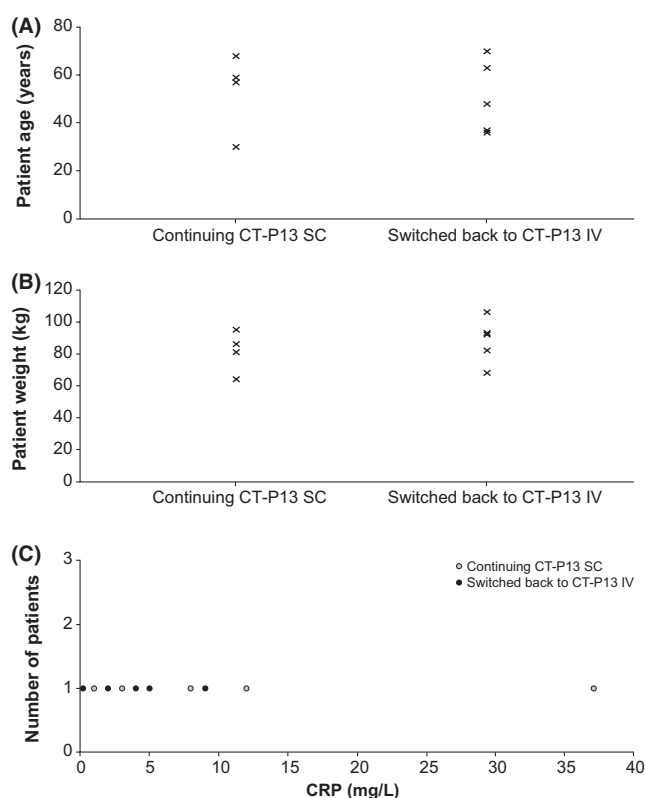 (A)
Patient age (years)
80
60
40
20
0
Continuing CT-P13 SC Switched back to CT-P13 IV
(B)
Patient weight (kg)
120
100
80
60
40
20
0
Continuing CT-P13 SC Switched back to CT-P13 IV
(C)
Number of patients
3
2
1
0
Continuing CT-P13 SC
Switched back to CT-P13 IV
0 5 10 15 20 25 30 35 40
CRP (mg/L)